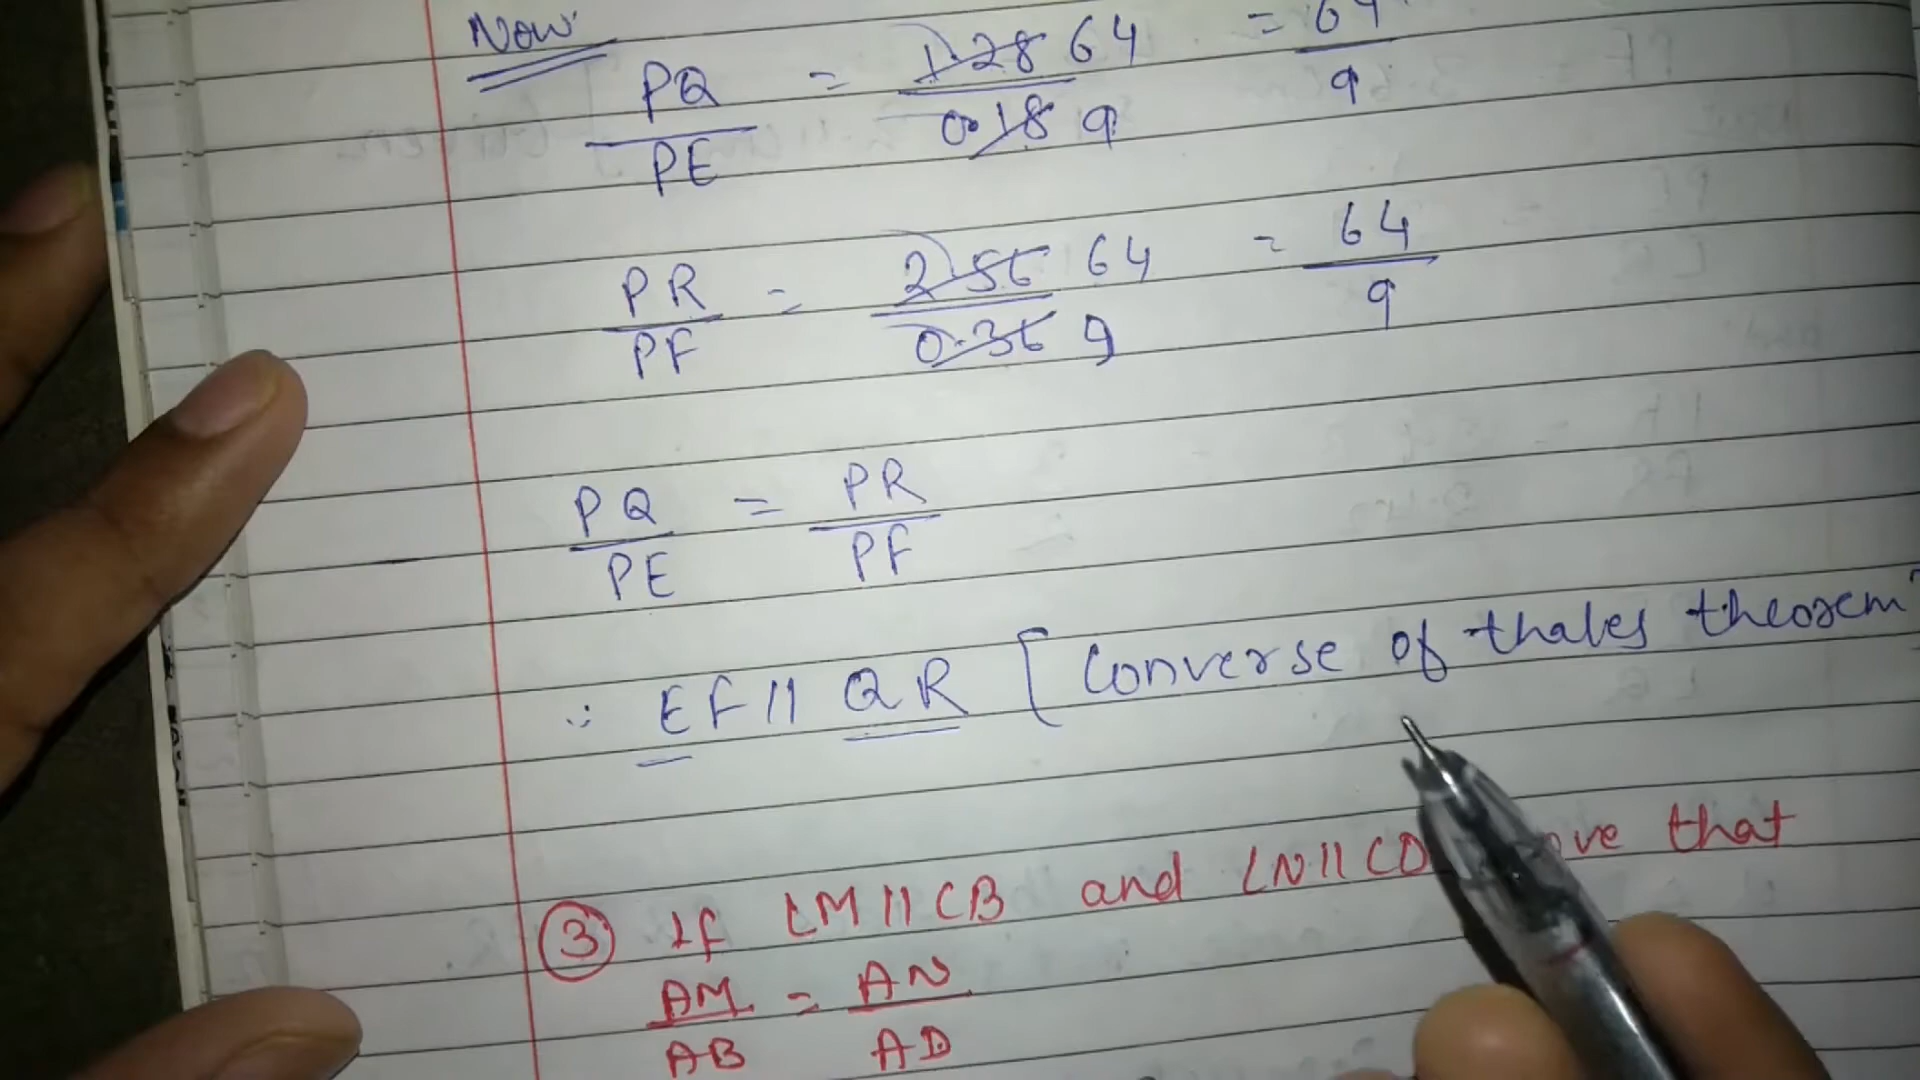 Now
PQ/PE = 1.28 64 / 0.18 9 = 64/9
PR/PF = 2.56 64 / 0.36 9 = 64/9
PQ/PE = PR/PF
∵ EF || QR [Converse of thales theorem]
③ If LM || CB and LN || CD that
AM/AB = AN/AD